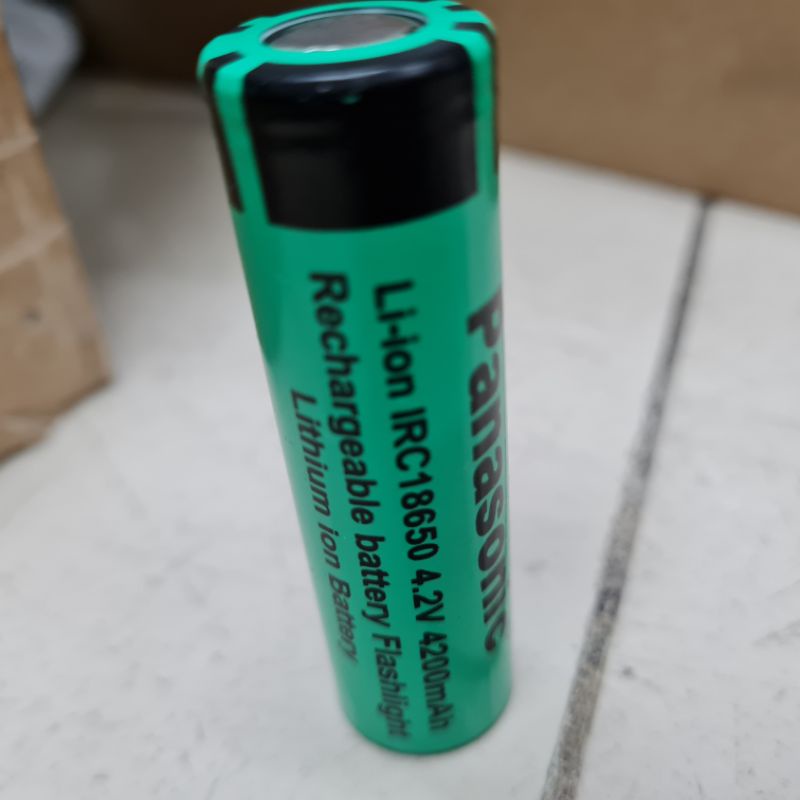 Panasonic
Li-ion IRC18650 4.2V 4200mAh
Rechargeable battery Flashlight
Lithium ion Battery